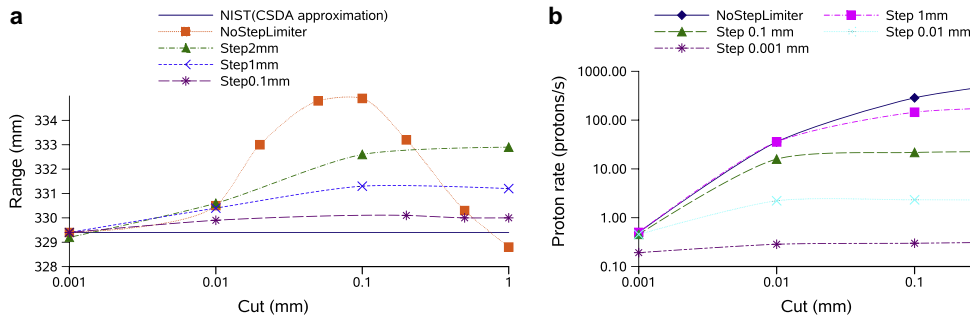 a
NIST(CSDA approximation)
NoStepLimiter
Step2mm
Step1mm
Step0.1mm
334
333
332
331
330
329
328
Range (mm)
0.001
0.01
0.1
1
Cut (mm)
b
NoStepLimiter
Step 1mm
Step 0.1 mm
Step 0.01 mm
Step 0.001 mm
1000.00
100.00
10.00
1.00
0.10
Proton rate (protons/s)
0.001
0.01
0.1
Cut (mm)